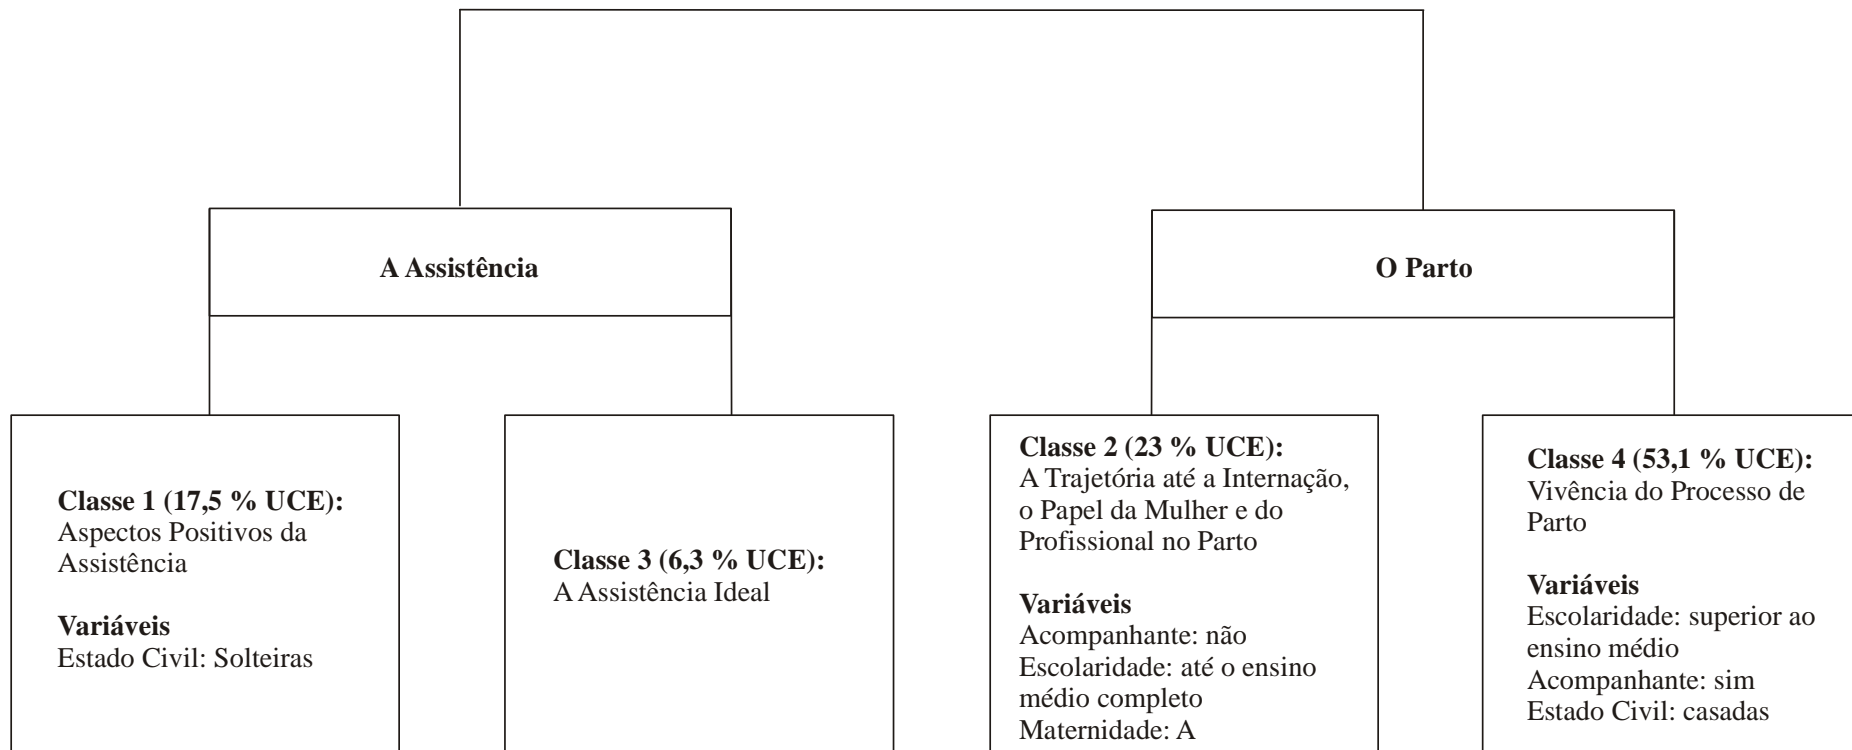 A Assistência
O Parto
Classe 1 (17,5 % UCE):
Aspectos Positivos da
Assistência
Variáveis
Estado Civil: Solteiras
Classe 3 (6,3 % UCE):
A Assistência Ideal
Classe 2 (23 % UCE):
A Trajetória até a Internação,
o Papel da Mulher e do
Profissional no Parto
Variáveis
Acompanhante: não
Escolaridade: até o ensino
médio completo
Maternidade: A
Classe 4 (53,1 % UCE):
Vivência do Processo de
Parto
Variáveis
Escolaridade: superior ao
ensino médio
Acompanhante: sim
Estado Civil: casadas